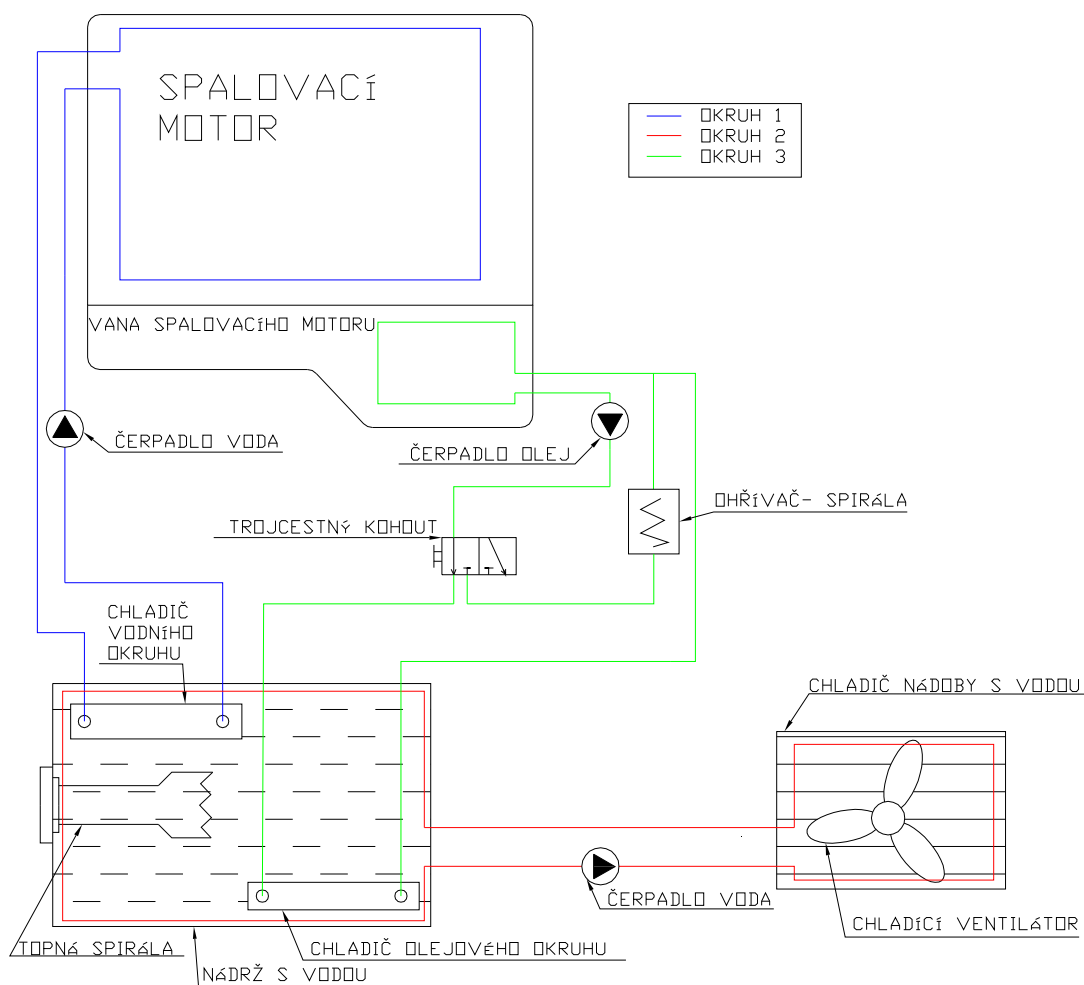 SPALOVACÍ
MOTOR
OKRUH 1
OKRUH 2
OKRUH 3
VANA SPALOVACÍHO MOTORU
ČERPADLO VODA
ČERPADLO OLEJ
OHŘÍVAČ- SPIRÁLA
TROJCESTNÝ KOHOUT
CHLADIČ
VODNÍHO
OKRUHU
CHLADIČ NÁDOBY S VODOU
ČERPADLO VODA
CHLADÍCÍ VENTILÁTOR
TOPNÁ SPIRÁLA
CHLADIČ OLEJOVÉHO OKRUHU
NÁDRŽ S VODOU